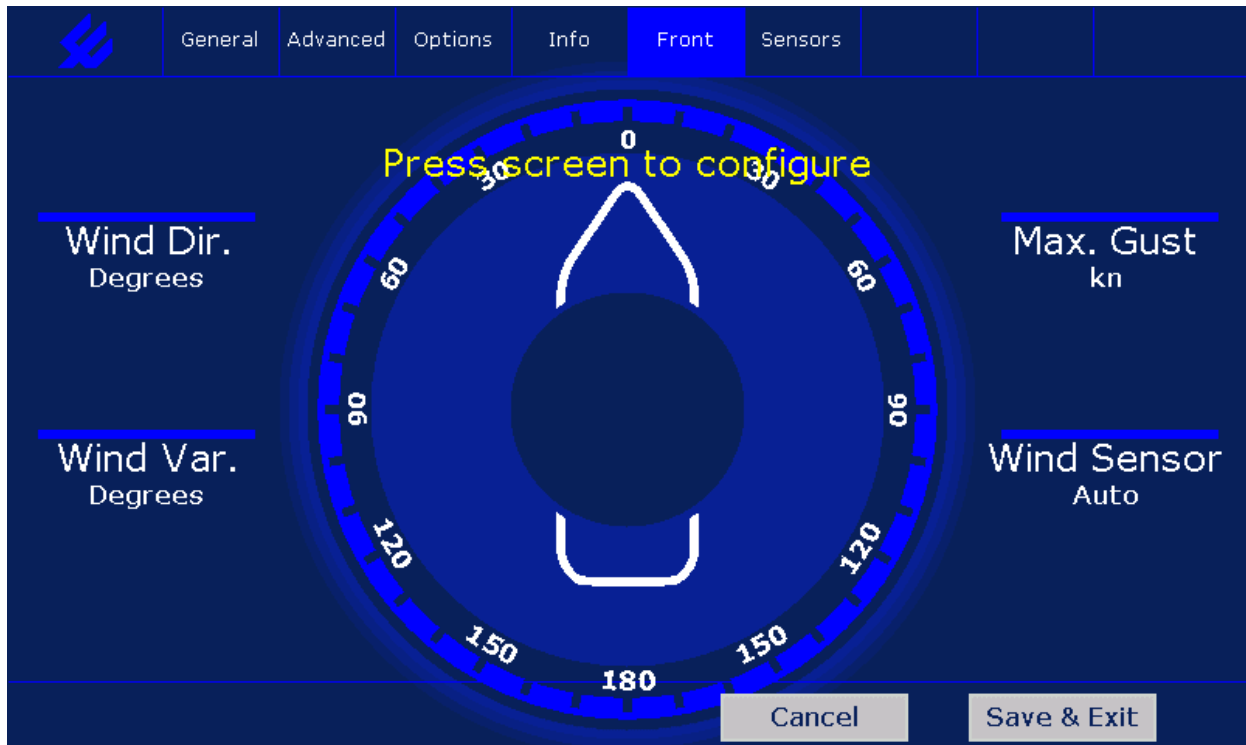 General Advanced Options Info Front Sensors
0
Press screen to configure
30 30
Wind Dir.
Degrees
Max. Gust
kn
60 60
90 90
Wind Var.
Degrees
Wind Sensor
Auto
120 120
150 150
180
Cancel Save & Exit